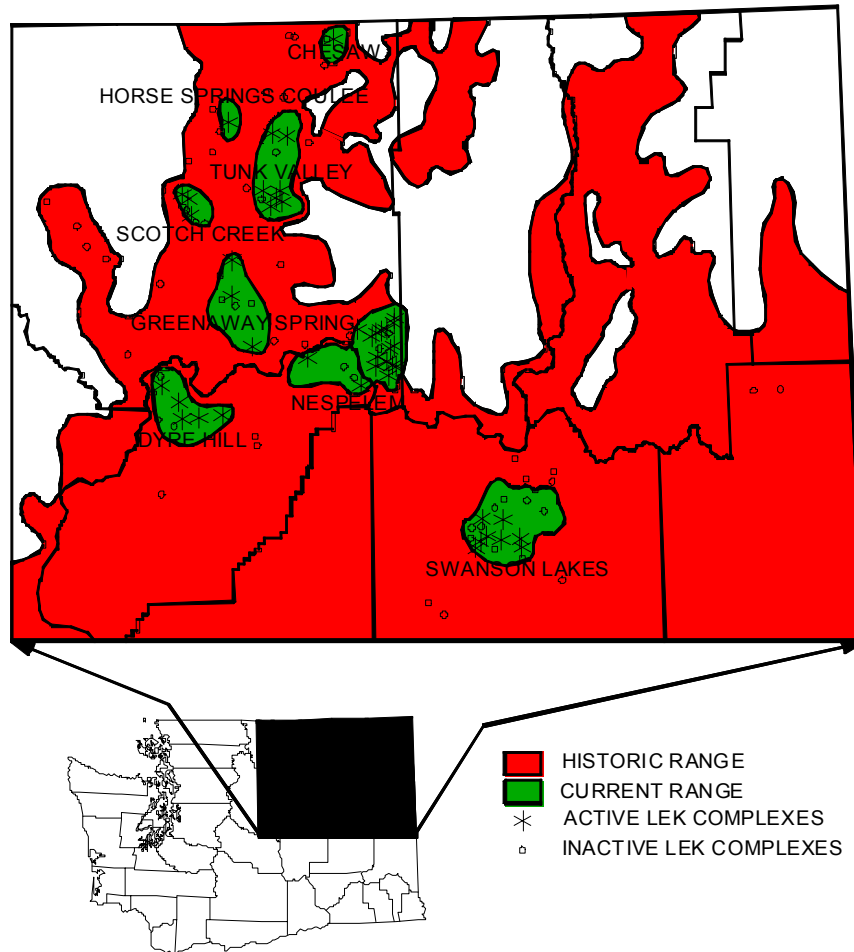 CHESAW
HORSE SPRINGS COULEE
TUNK VALLEY
SCOTCH CREEK
GREENAWAY SPRING
NESPELEM
DYRE HILL
SWANSON LAKES
HISTORIC RANGE
CURRENT RANGE
ACTIVE LEK COMPLEXES
INACTIVE LEK COMPLEXES